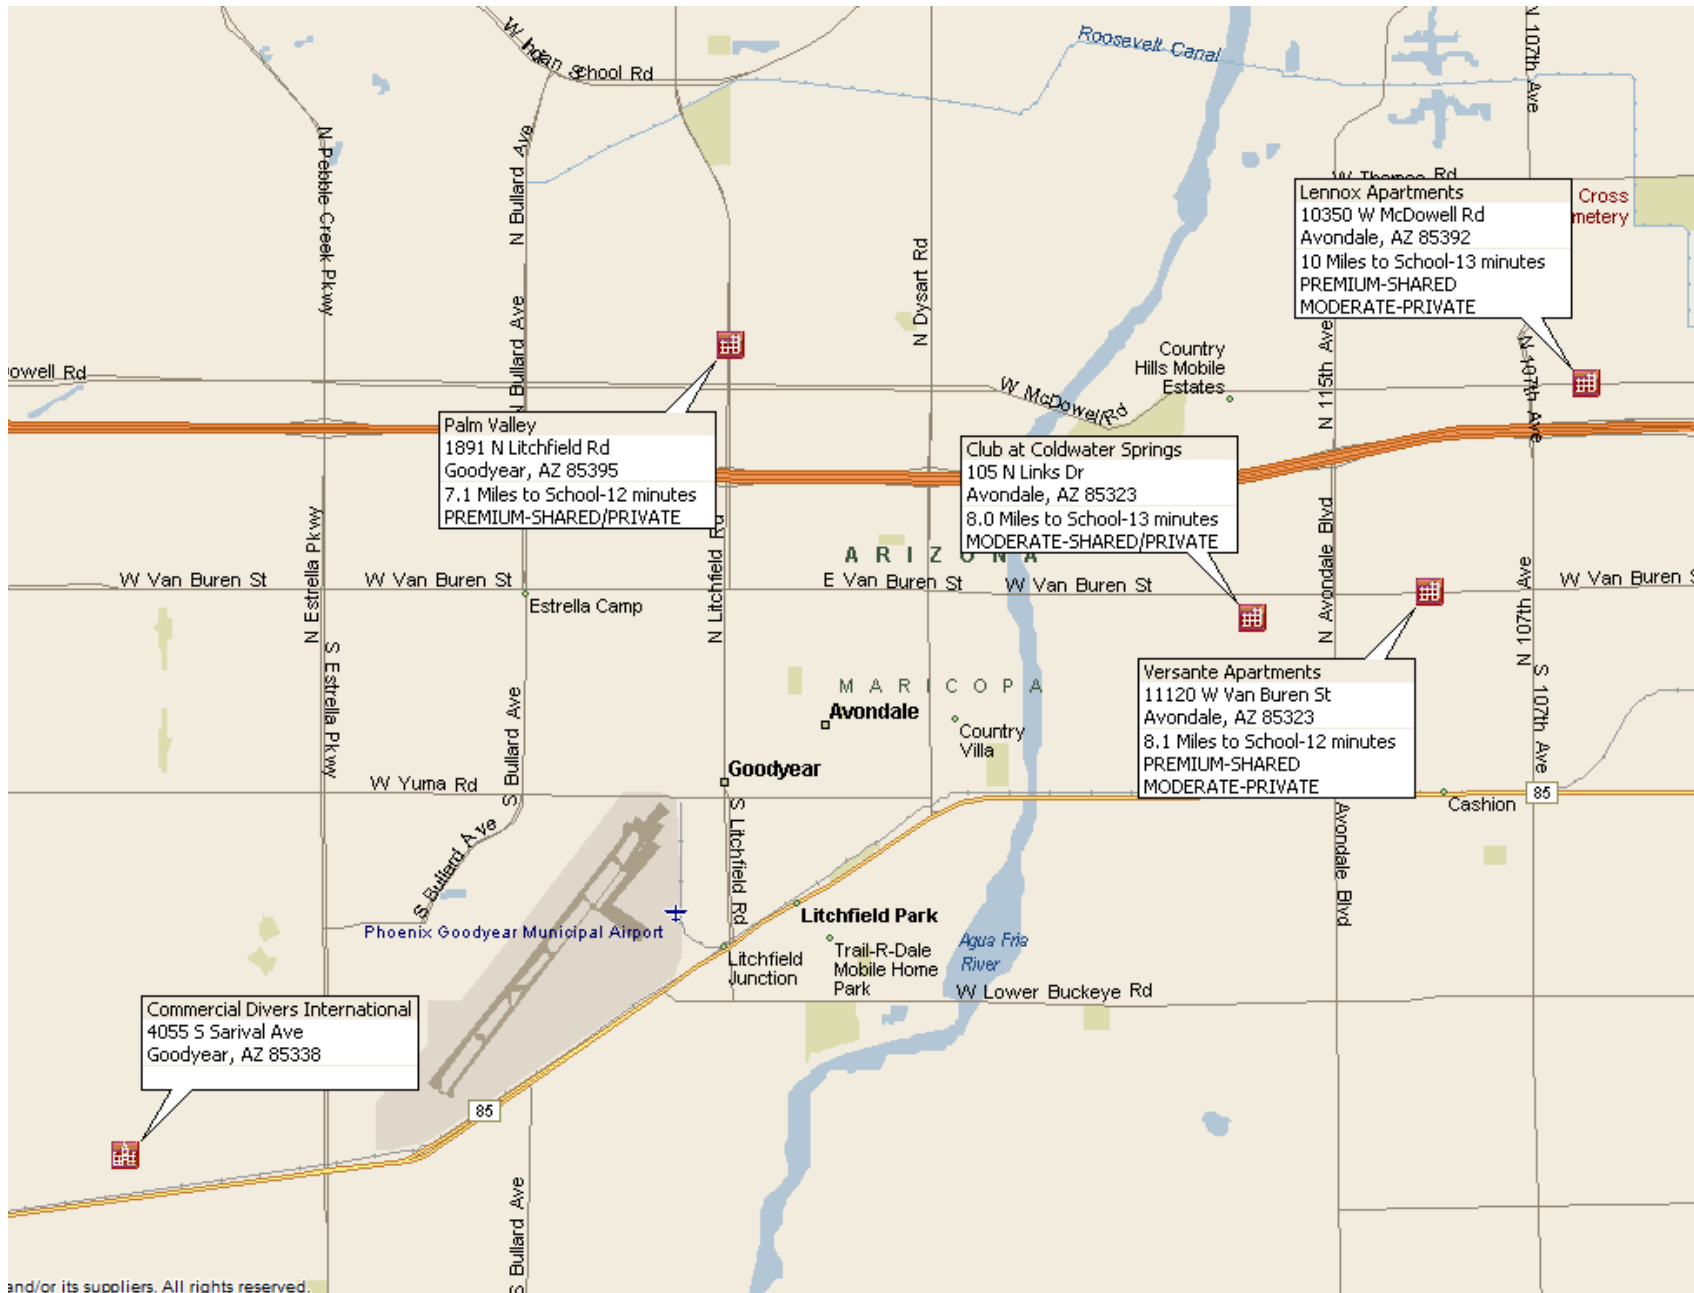 W Indian School Rd
Roosevelt Canal
N 107th Ave
N Pebble Creek Pkwy
N Bullard Ave
N Bullard Ave
N Bullard Ave
N Dysart Rd
W Thomas Rd
Cross
metery
Lennox Apartments
10350 W McDowell Rd
Avondale, AZ 85392
10 Miles to School-13 minutes
PREMIUM-SHARED
MODERATE-PRIVATE
owell Rd
W McDowell Rd
Country
Hills Mobile
Estates
N 115th Ave
N 107th Ave
Palm Valley
1891 N Litchfield Rd
Goodyear, AZ 85395
7.1 Miles to School-12 minutes
PREMIUM-SHARED/PRIVATE
Club at Coldwater Springs
105 N Links Dr
Avondale, AZ 85323
8.0 Miles to School-13 minutes
MODERATE-SHARED/PRIVATE
ARIZONA
N Estrella Pkwy
W Van Buren St
W Van Buren St
E Van Buren St
W Van Buren St
W Van Buren S
Estrella Camp
N Litchfield Rd
N Avondale Blvd
N 107th Ave
S Estrella Pkwy
S Bullard Ave
MARICOPA
Avondale
Country
Villa
Versante Apartments
11120 W Van Buren St
Avondale, AZ 85323
8.1 Miles to School-12 minutes
PREMIUM-SHARED
MODERATE-PRIVATE
S 107th Ave
Goodyear
W Yuma Rd
85
Cashion
S Bullard Ave
S Litchfield Rd
Avondale Blvd
Litchfield Park
Phoenix Goodyear Municipal Airport
Litchfield
Junction
Trail-R-Dale
Mobile Home
Park
Agua Fria
River
W Lower Buckeye Rd
Commercial Divers International
4055 S Sarival Ave
Goodyear, AZ 85338
85
S Bullard Ave
and/or its suppliers. All rights reserved.